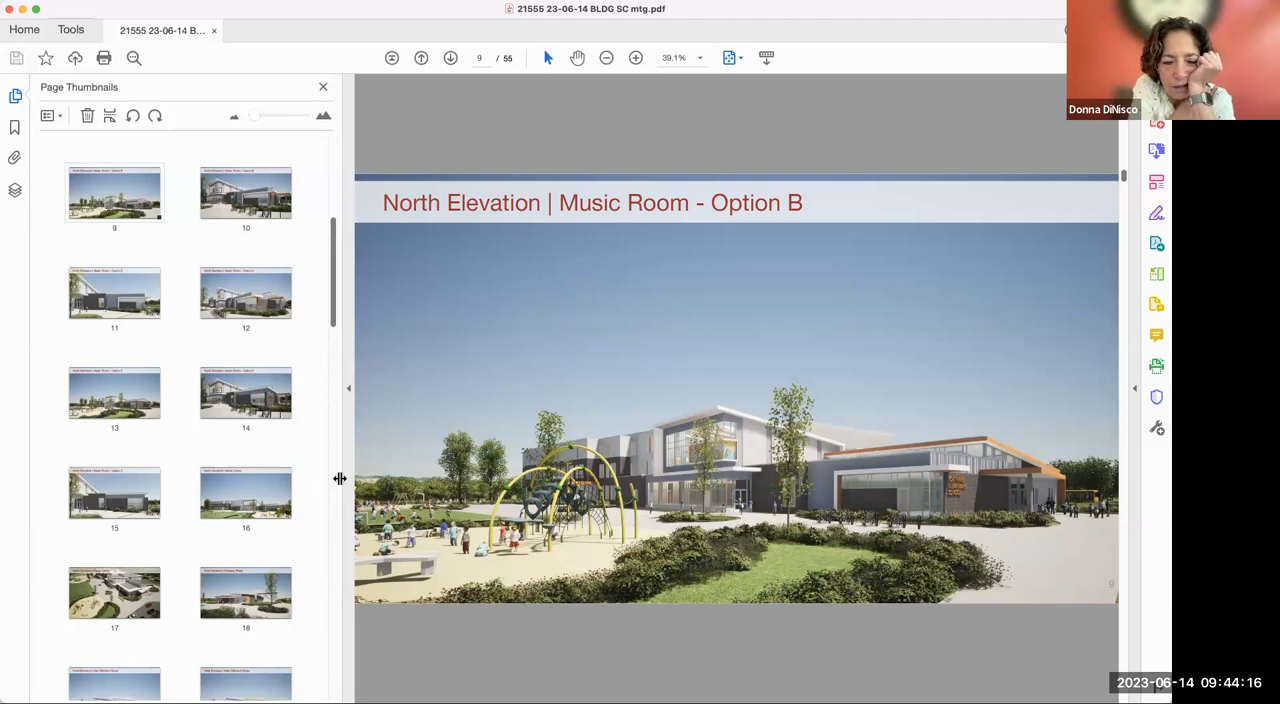 21555 23-06-14 BLDG SC mtg.pdf
Home
Tools
21555 23-06-14 B...
9 / 55
39.1%
Donna DiNisco
Page Thumbnails
North Elevation | Music Room - Option B
9
10
11
12
13
14
15
16
17
18
9
2023-06-14 09:44:16